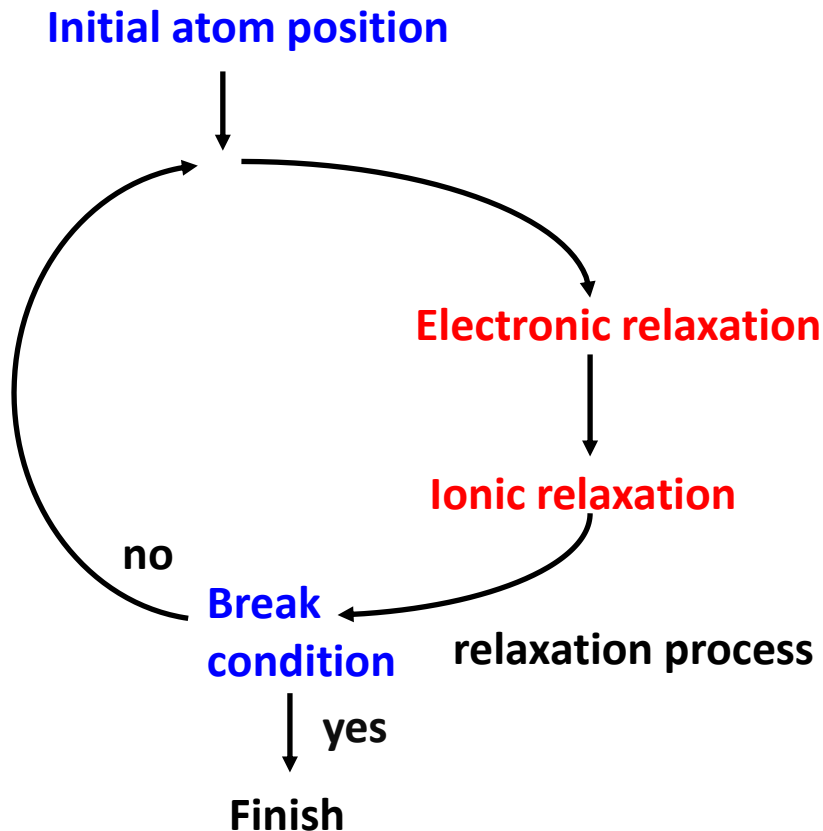 Initial atom position
Electronic relaxation
Ionic relaxation
no
Break
condition
relaxation process
yes
Finish